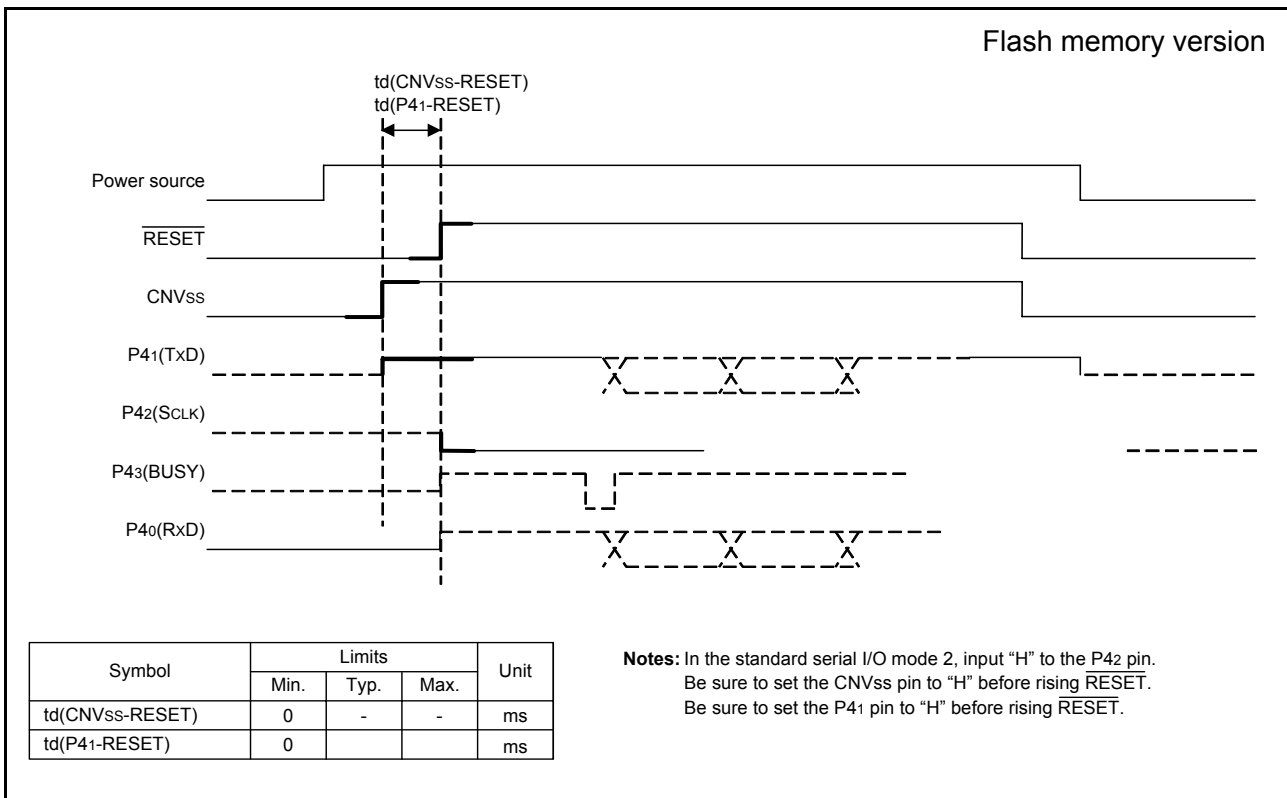 Flash memory version
td(CNVss-RESET)
td(P41-RESET)
Power source
RESET
CNVss
P41(TxD)
P42(SCLK)
P43(BUSY)
P40(RxD)
Symbol
Limits
Unit
Min.
Typ.
Max.
td(CNVss-RESET) 0 - - ms
td(P41-RESET) 0 ms
Notes: In the standard serial I/O mode 2, input “H” to the P42 pin.
Be sure to set the CNVss pin to “H” before rising RESET.
Be sure to set the P41 pin to “H” before rising RESET.